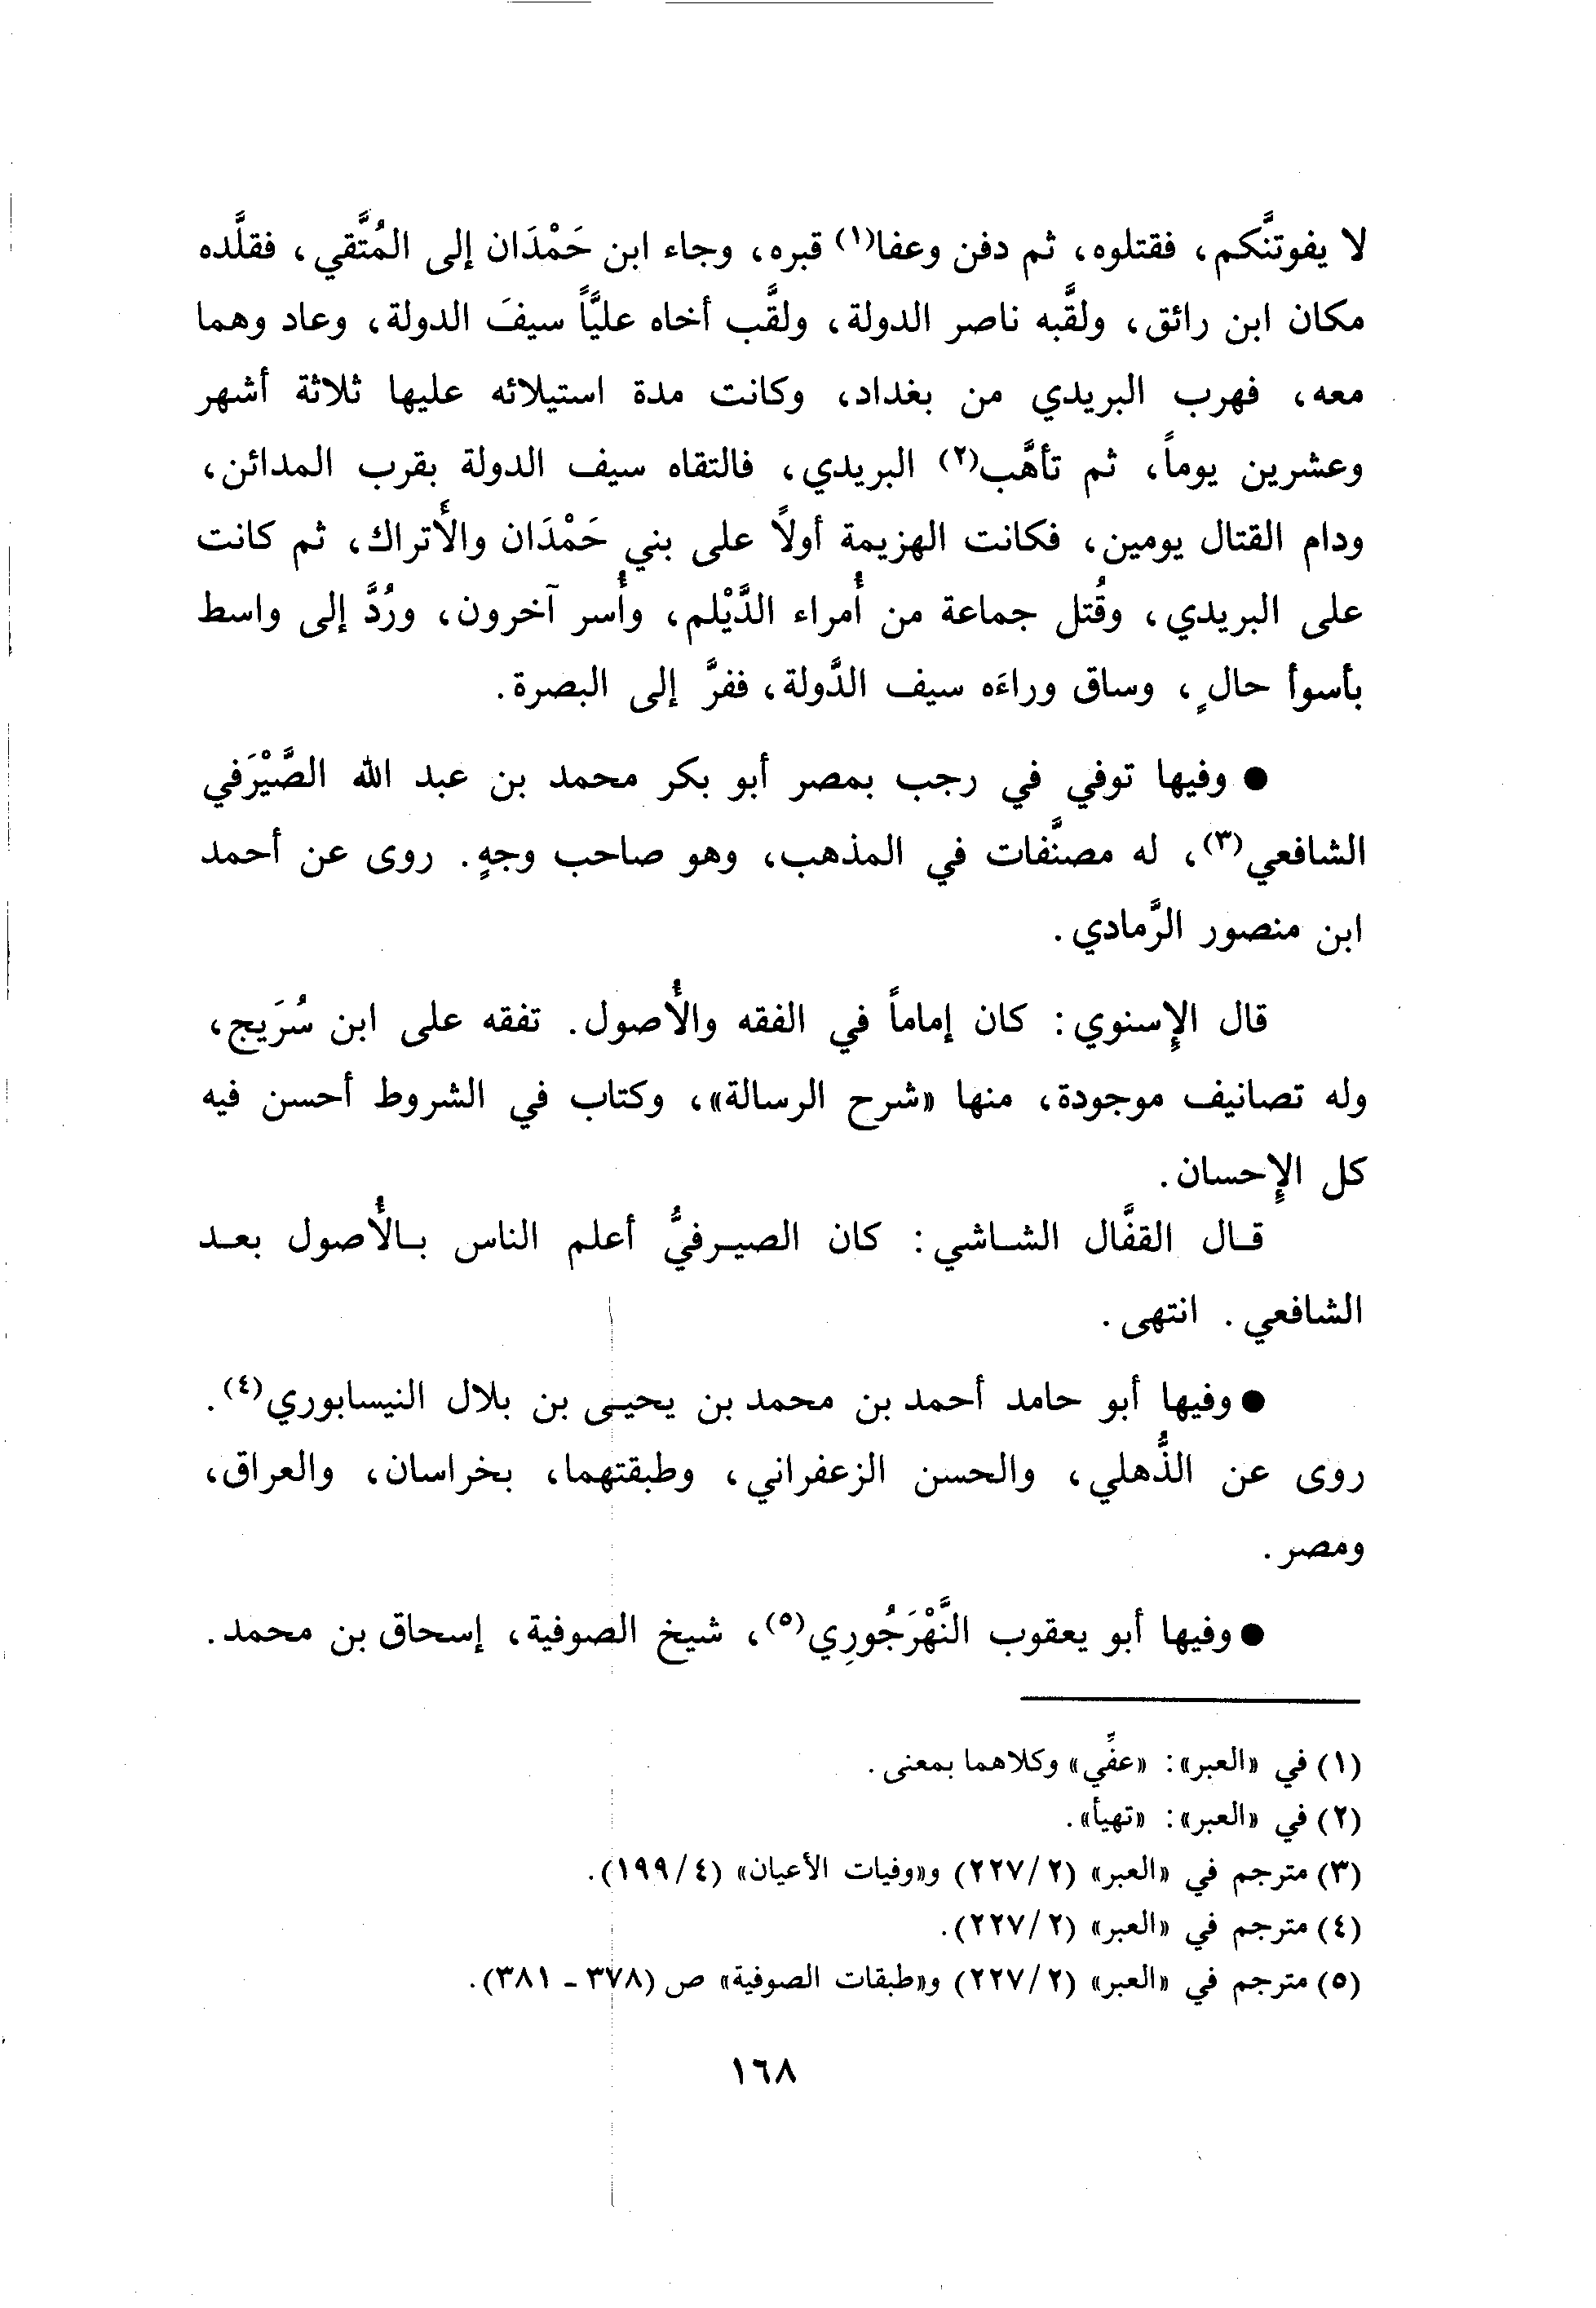 لا يفوتنَّكم، فقتلوه، ثم دفن وعفا(١) قبره، وجاء ابن حَمْدَان إلى المُتَّقي، فقلَّده
مكان ابن رائق، ولقَّبه ناصر الدولة، ولقَّب أخاه عليَّاً سيفَ الدولة، وعاد وهما
معه، فهرب البريدي من بغداد، وكانت مدة استيلائه عليها ثلاثة أشهر
وعشرين يوماً، ثم تأهَّب(٢) البريدي، فالتقاه سيف الدولة بقرب المدائن،
ودام القتال يومين، فكانت الهزيمة أولاً على بني حَمْدَان والأتراك، ثم كانت
على البريدي، وقُتل جماعة من أُمراء الدَّيْلم، وأُسر آخرون، ورُدَّ إلى واسط
بأسوأ حالٍ، وساق وراءَه سيف الدَّولة، ففرَّ إلى البصرة.
● وفيها توفي في رجب بمصر أبو بكر محمد بن عبد الله الصَّيْرَفي
الشافعي(٣)، له مصنَّفات في المذهب، وهو صاحب وجهٍ. روى عن أحمد
ابن منصور الرَّمادي.
قال الإسنوي: كان إماماً في الفقه والأُصول. تفقه على ابن سُرَيج،
وله تصانيف موجودة، منها «شرح الرسالة»، وكتاب في الشروط أحسن فيه
كل الإحسان.
قال القفَّال الشاشي: كان الصيرفيُّ أعلم الناس بالأُصول بعد
الشافعي. انتهى.
● وفيها أبو حامد أحمد بن محمد بن يحيى بن بلال النيسابوري(٤).
روى عن الذُّهلي، والحسن الزعفراني، وطبقتهما، بخراسان، والعراق،
ومصر.
● وفيها أبو يعقوب النَّهْرَجُورِي(٥)، شيخ الصوفية، إسحاق بن محمد.
(١) في «العبر»: «عفِّي» وكلاهما بمعنى.
(٢) في «العبر»: «تهيأ».
(٣) مترجم في «العبر» (٢/٢٢٧) و«وفيات الأعيان» (٤/١٩٩).
(٤) مترجم في «العبر» (٢/٢٢٧).
(٥) مترجم في «العبر» (٢/٢٢٧) و«طبقات الصوفية» ص (٣٧٨ - ٣٨١).
١٦٨